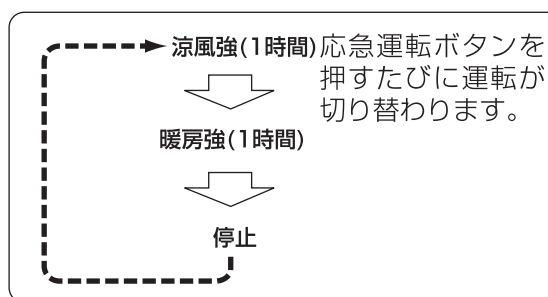 涼風強(1時間)
応急運転ボタンを
押すたびに運転が
切り替わります。
暖房強(1時間)
停止